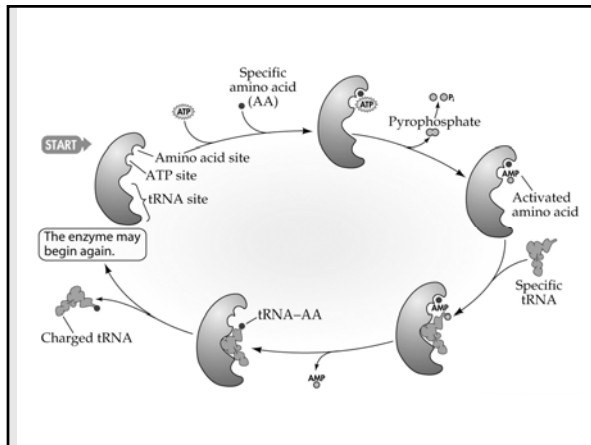 Specific
amino acid
(AA)
ATP
ATP
Pi
Pyrophosphate
START
Amino acid site
ATP site
tRNA site
AMP
Activated
amino acid
The enzyme may
begin again.
Specific
tRNA
AMP
tRNA–AA
Charged tRNA
AMP